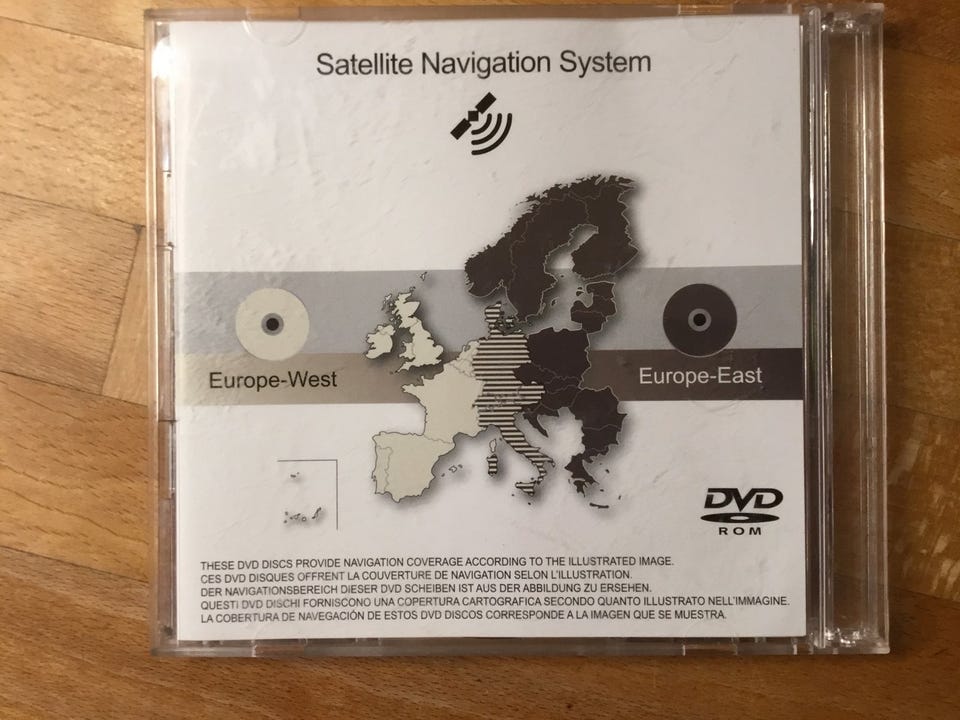 Satellite Navigation System
Europe-West
Europe-East
DVD
ROM
THESE DVD DISCS PROVIDE NAVIGATION COVERAGE ACCORDING TO THE ILLUSTRATED IMAGE.
CES DVD DISQUES OFFRENT LA COUVERTURE DE NAVIGATION SELON L'ILLUSTRATION.
DER NAVIGATIONSBEREICH DIESER DVD SCHEIBEN IST AUS DER ABBILDUNG ZU ERSEHEN.
QUESTI DVD DISCHI FORNISCONO UNA COPERTURA CARTOGRAFICA SECONDO QUANTO ILLUSTRATO NELL'IMMAGINE.
LA COBERTURA DE NAVEGACIÓN DE ESTOS DVD DISCOS CORRESPONDE A LA IMAGEN QUE SE MUESTRA.